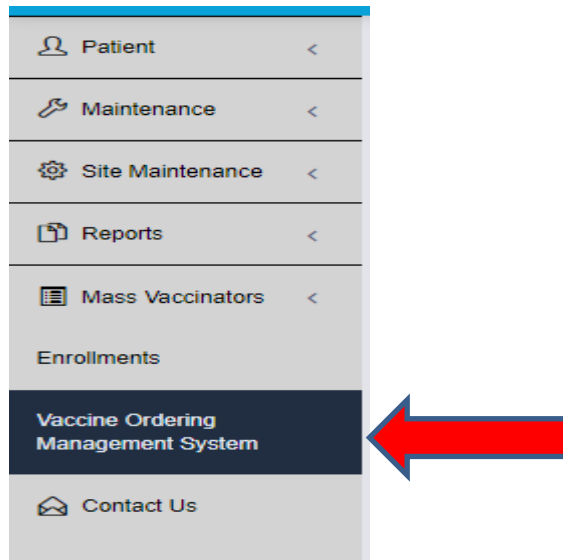 Patient
Maintenance
Site Maintenance
Reports
Mass Vaccinators
Enrollments
Vaccine Ordering
Management System
Contact Us